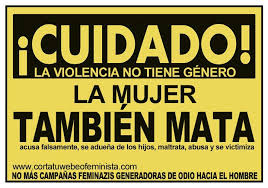 ¡CUIDADO!
LA VIOLENCIA NO TIENE GÉNERO
LA MUJER
TAMBIÉN MATA
acusa falsamente, se adueña de los hijos, maltrata, abusa y se victimiza
www.cortatuwebeofeminista.com
NO MÁS CAMPAÑAS FEMINAZIS GENERADORAS DE ODIO HACIA EL HOMBRE